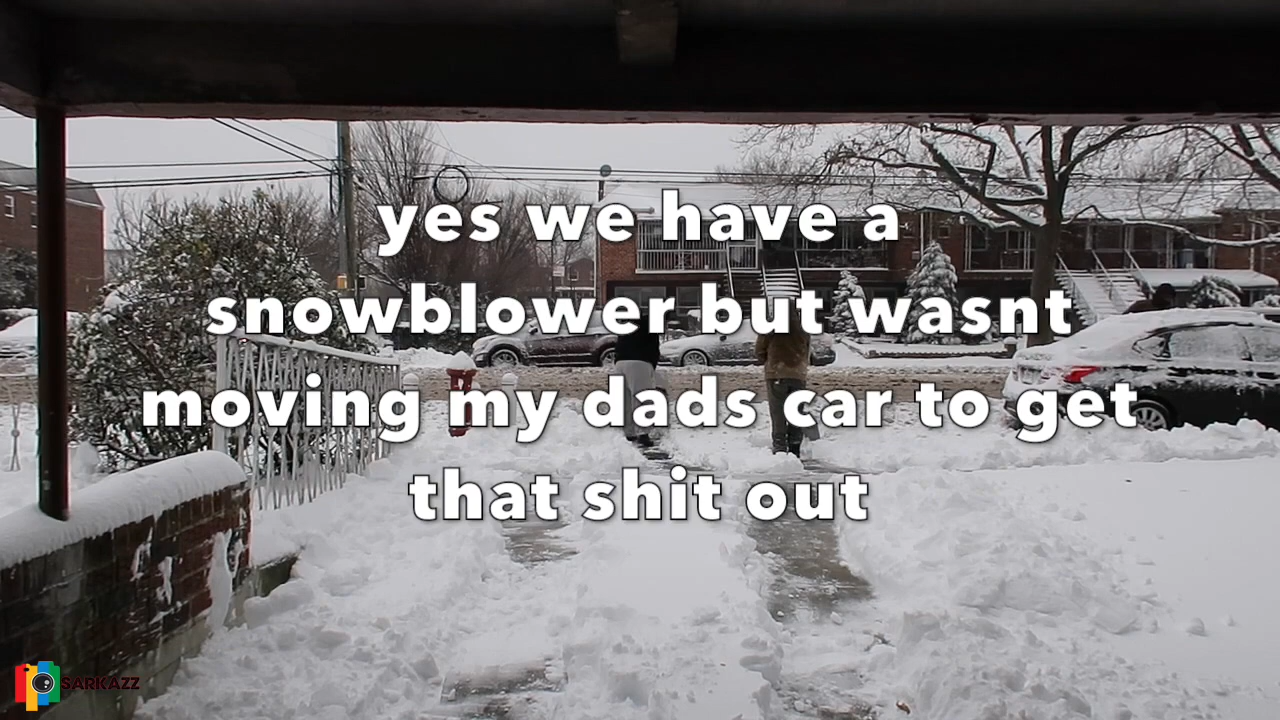 yes we have a
snowblower but wasnt
moving my dads car to get
that shit out
SARKAZZ